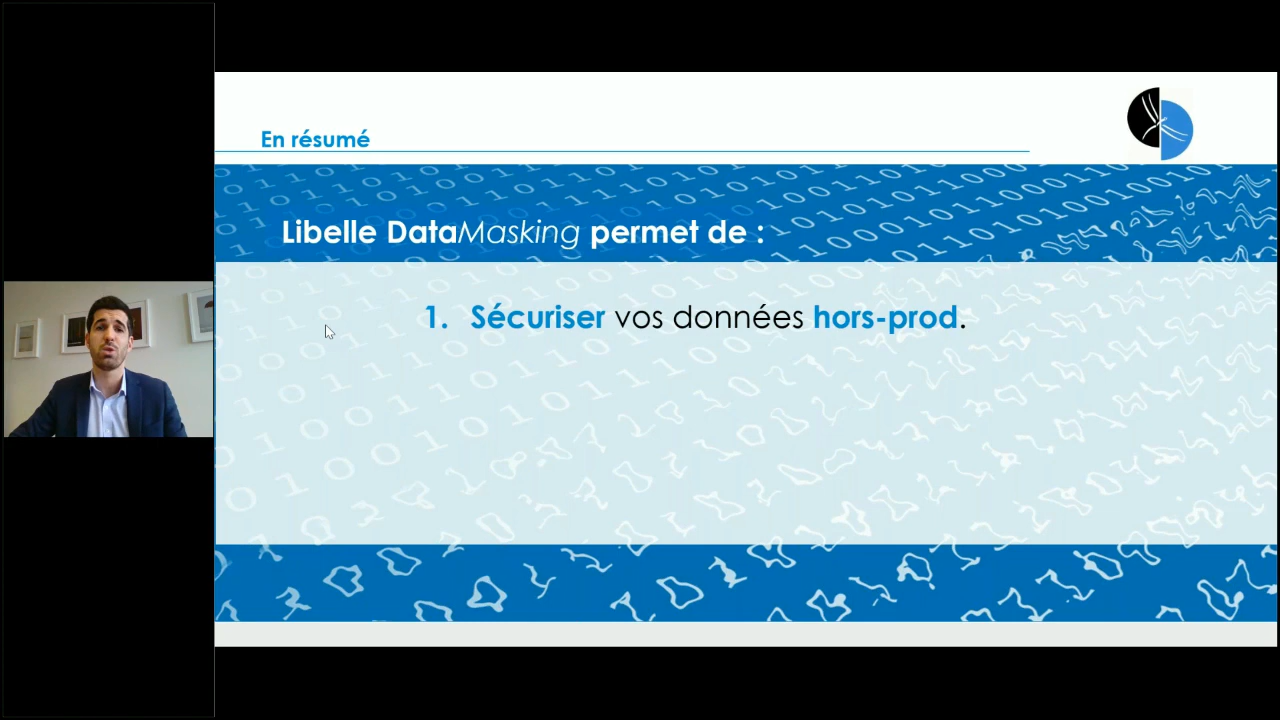 En résumé
Libelle DataMasking permet de :
1. Sécuriser vos données hors-prod.